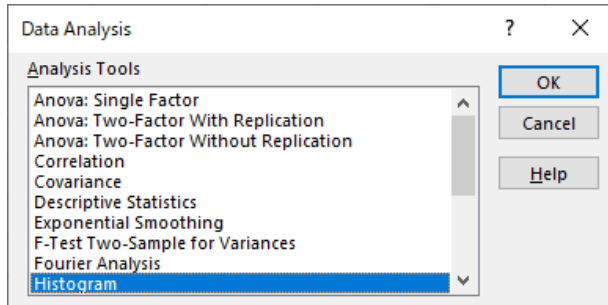 Data Analysis
?
Analysis Tools
Anova: Single Factor
Anova: Two-Factor With Replication
Anova: Two-Factor Without Replication
Correlation
Covariance
Descriptive Statistics
Exponential Smoothing
F-Test Two-Sample for Variances
Fourier Analysis
Histogram
OK
Cancel
Help